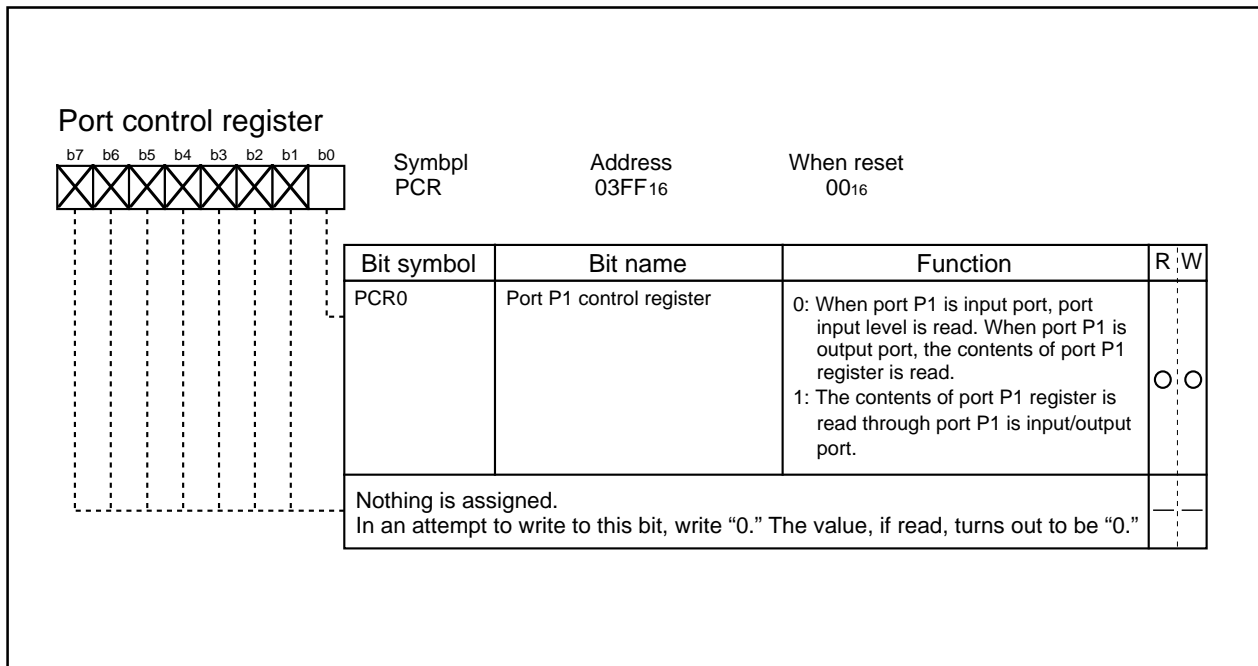 Port control register
b7 b6 b5 b4 b3 b2 b1 b0
Symbpl Address When reset
PCR 03FF16 0016
Bit symbol Bit name Function R W
PCR0 Port P1 control register 0: When port P1 is input port, port
input level is read. When port P1 is
output port, the contents of port P1
register is read.
1: The contents of port P1 register is
read through port P1 is input/output
port.
Nothing is assigned.
In an attempt to write to this bit, write “0.” The value, if read, turns out to be “0.”